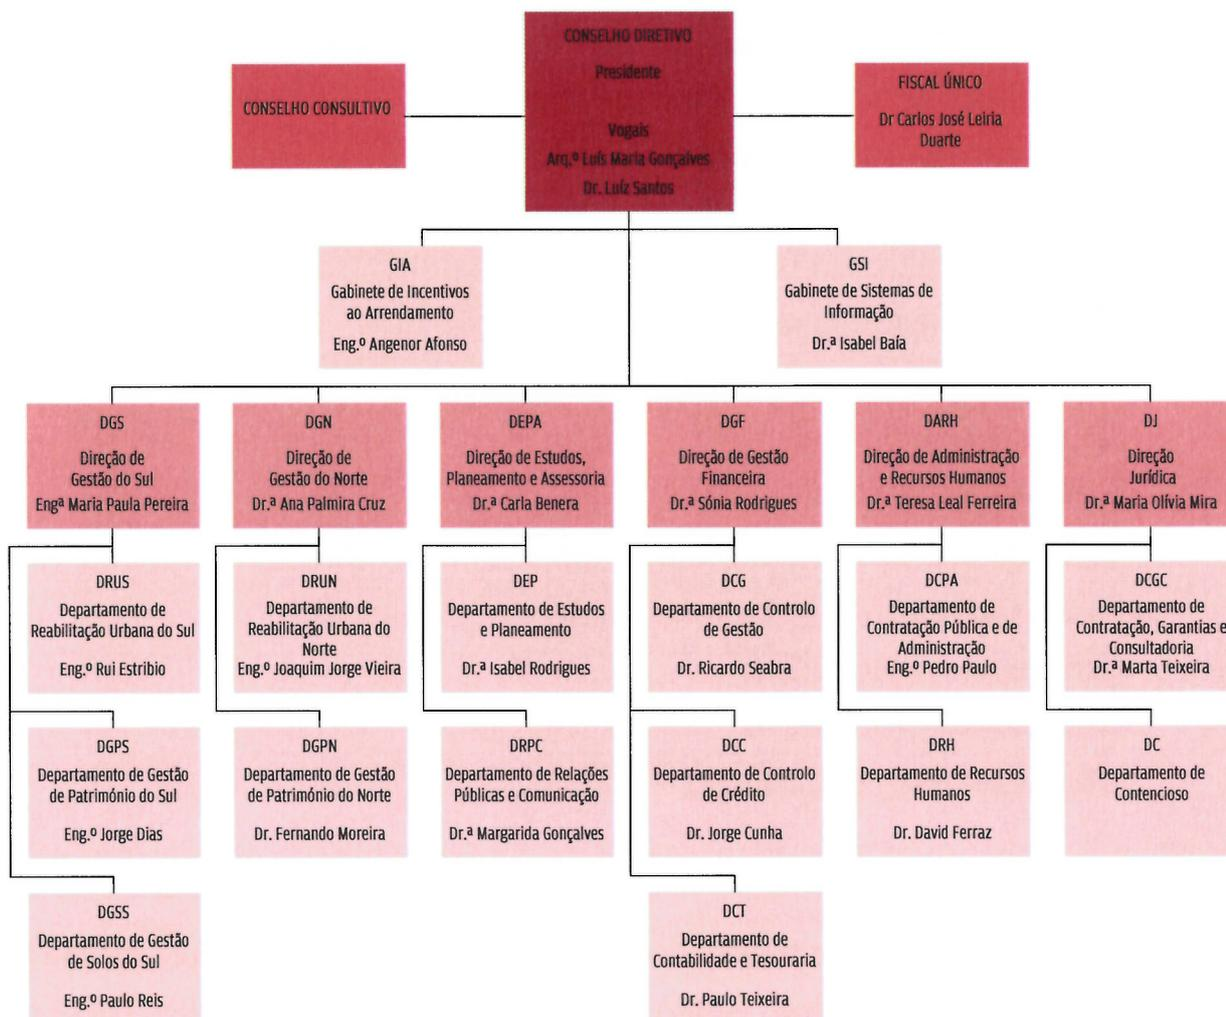 CONSELHO DIRETIVO
Presidente
Vogais
Arq.º Luís Maria Gonçalves
Dr. Luíz Santos
CONSELHO CONSULTIVO
FISCAL ÚNICO
Dr Carlos José Leiria
Duarte
GIA
Gabinete de Incentivos
ao Arrendamento
Eng.º Angenor Afonso
GSI
Gabinete de Sistemas de
Informação
Dr.ª Isabel Baía
DGS
Direção de
Gestão do Sul
Engª Maria Paula Pereira
DGN
Direção de
Gestão do Norte
Dr.ª Ana Palmira Cruz
DEPA
Direção de Estudos,
Planeamento e Assessoria
Dr.ª Carla Benera
DGF
Direção de Gestão
Financeira
Dr.ª Sónia Rodrigues
DARH
Direção de Administração
e Recursos Humanos
Dr.ª Teresa Leal Ferreira
DJ
Direção
Jurídica
Dr.ª Maria Olívia Mira
DRUS
Departamento de
Reabilitação Urbana do Sul
Eng.º Rui Estribio
DRUN
Departamento de
Reabilitação Urbana do
Norte
Eng.º Joaquim Jorge Vieira
DEP
Departamento de Estudos
e Planeamento
Dr.ª Isabel Rodrigues
DCG
Departamento de Controlo
de Gestão
Dr. Ricardo Seabra
DCPA
Departamento de
Contratação Pública e de
Administração
Eng.º Pedro Paulo
DCGC
Departamento de
Contratação, Garantias e
Consultadoria
Dr.ª Marta Teixeira
DGPS
Departamento de Gestão
de Património do Sul
Eng.º Jorge Dias
DGPN
Departamento de Gestão
de Património do Norte
Dr. Fernando Moreira
DRPC
Departamento de Relações
Públicas e Comunicação
Dr.ª Margarida Gonçalves
DCC
Departamento de Controlo
de Crédito
Dr. Jorge Cunha
DRH
Departamento de Recursos
Humanos
Dr. David Ferraz
DC
Departamento de
Contencioso
DGSS
Departamento de Gestão
de Solos do Sul
Eng.º Paulo Reis
DCT
Departamento de
Contabilidade e Tesouraria
Dr. Paulo Teixeira